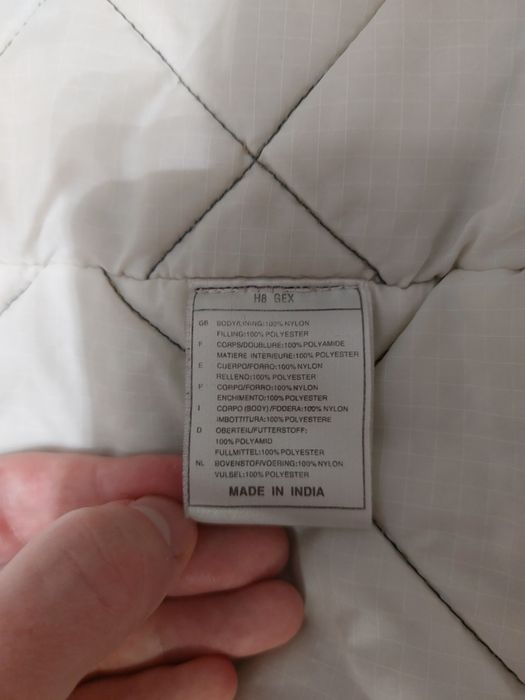 H8 GEX
GB BODY/LINING:100% NYLON
FILLING:100% POLYESTER
F CORPS/DOUBLURE:100% POLYAMIDE
MATIERE INTERIEURE:100% POLYESTER
E CUERPO/FORRO:100% NYLON
RELLENO:100% POLYESTER
P CORPO/FORRO:100% NYLON
ENCHIMENTO:100% POLYESTER
I CORPO (BODY)/FODERA:100% NYLON
IMBOTTITURA:100% POLYESTERE
D OBERTEIL/FUTTERSTOFF:
100% POLYAMID
FULLMITTEL:100% POLYESTER
NL BOVENSTOF/VOERING:100% NYLON
VULSEL:100% POLYESTER
MADE IN INDIA